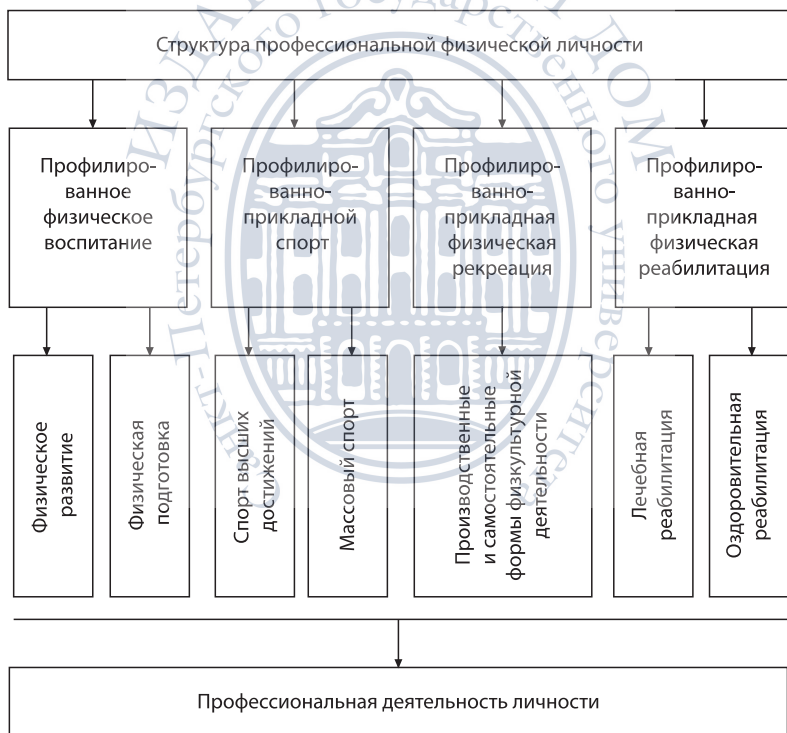 Структура профессиональной физической личности
Профилиро-
ванное
физическое
воспитание
Профилиро-
ванно-
прикладной
спорт
Профилиро-
ванно-
прикладная
физическая
рекреация
Профилиро-
ванно-
прикладная
физическая
реабилитация
Физическое
развитие
Физическая
подготовка
Спорт высших
достижений
Массовый спорт
Производственные
и самостоятельные
формы физкультурной
деятельности
Лечебная
реабилитация
Оздоровительная
реабилитация
Профессиональная деятельность личности